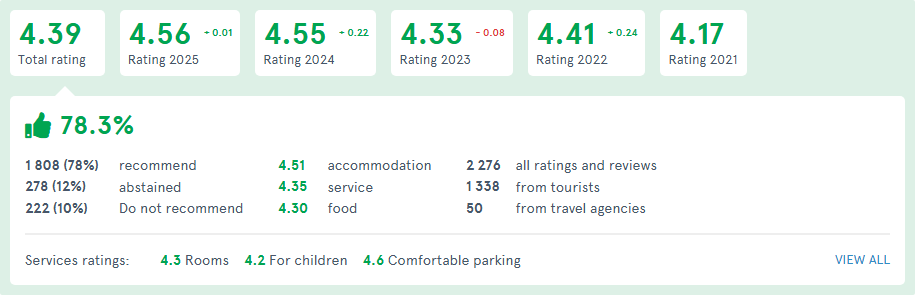 4.39
Total rating
4.56 + 0.01
Rating 2025
4.55 + 0.22
Rating 2024
4.33 - 0.08
Rating 2023
4.41 + 0.24
Rating 2022
4.17
Rating 2021
78.3%
1 808 (78%) recommend 4.51 accommodation 2 276 all ratings and reviews
278 (12%) abstained 4.35 service 1 338 from tourists
222 (10%) Do not recommend 4.30 food 50 from travel agencies
Services ratings: 4.3 Rooms 4.2 For children 4.6 Comfortable parking VIEW ALL